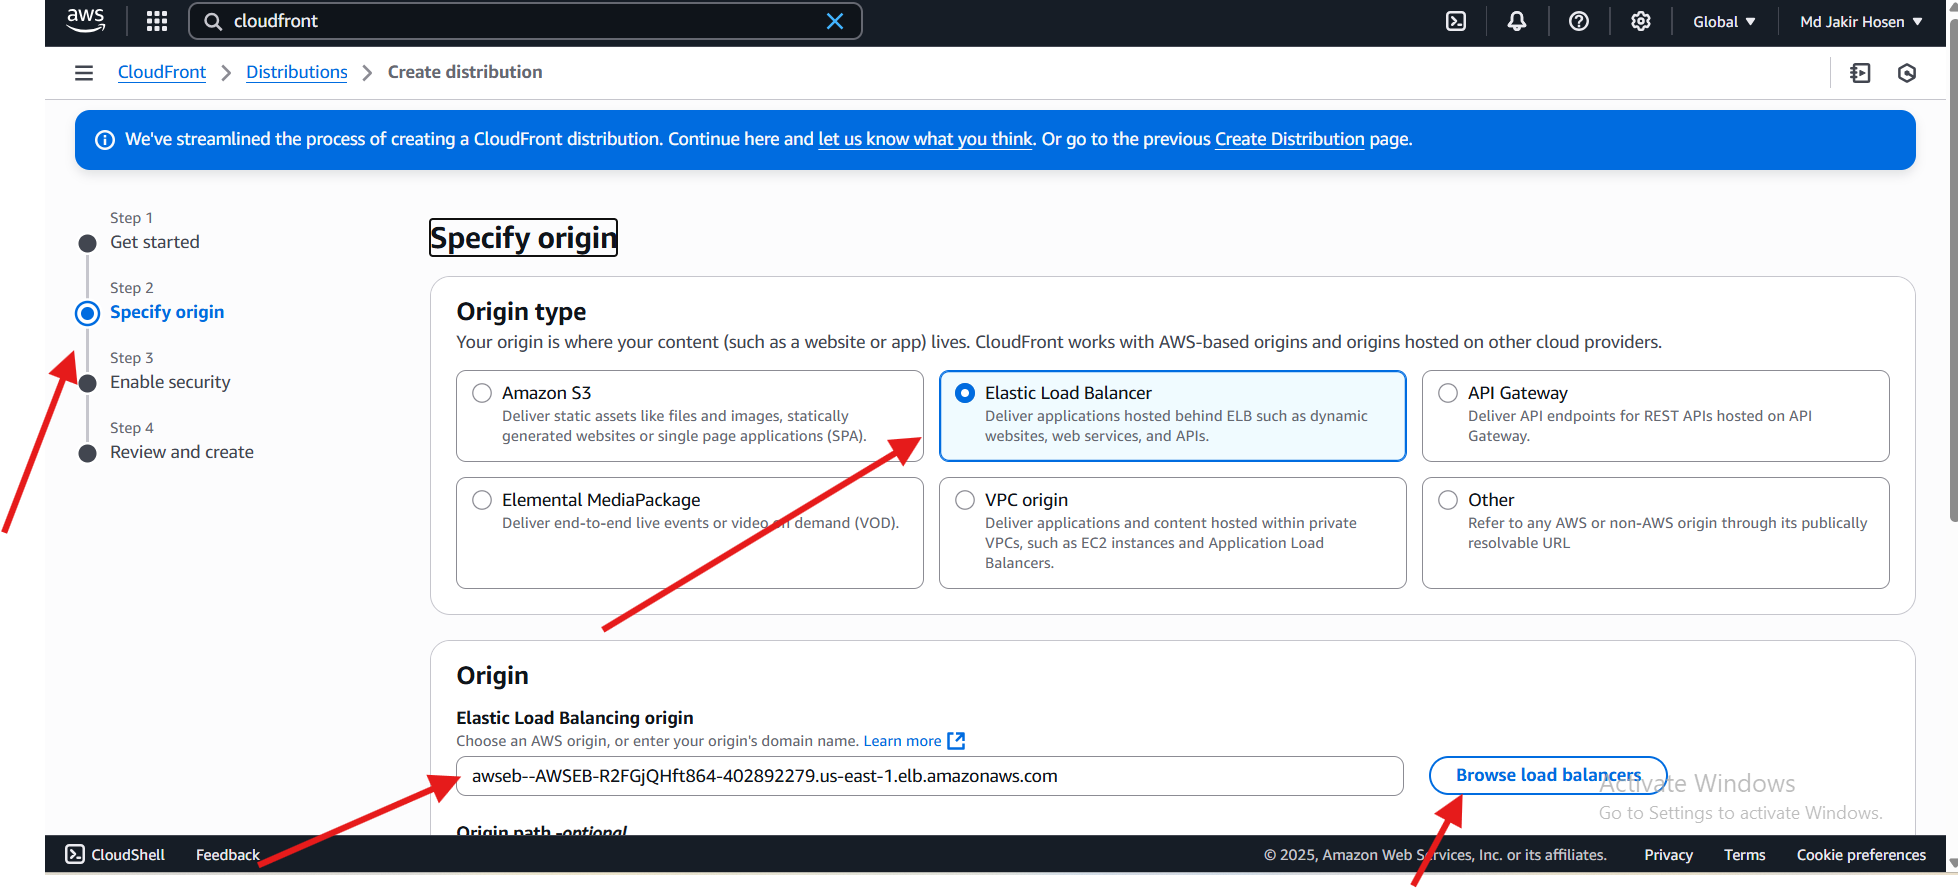 aws
cloudfront
Global
Md Jakir Hosen
CloudFront
Distributions
Create distribution
We've streamlined the process of creating a CloudFront distribution. Continue here and let us know what you think. Or go to the previous Create Distribution page.
Step 1
Get started
Step 2
Specify origin
Step 3
Enable security
Step 4
Review and create
Specify origin
Origin type
Your origin is where your content (such as a website or app) lives. CloudFront works with AWS-based origins and origins hosted on other cloud providers.
Amazon S3
Deliver static assets like files and images, statically
generated websites or single page applications (SPA).
Elastic Load Balancer
Deliver applications hosted behind ELB such as dynamic
websites, web services, and APIs.
API Gateway
Deliver API endpoints for REST APIs hosted on API
Gateway.
Elemental MediaPackage
Deliver end-to-end live events or video on demand (VOD).
VPC origin
Deliver applications and content hosted within private
VPCs, such as EC2 instances and Application Load
Balancers.
Other
Refer to any AWS or non-AWS origin through its publically
resolvable URL
Origin
Elastic Load Balancing origin
Choose an AWS origin, or enter your origin's domain name. Learn more
awseb--AWSEB-R2FGjQHft864-402892279.us-east-1.elb.amazonaws.com
Browse load balancers
Activate Windows
Go to Settings to activate Windows.
Origin path -optional
CloudShell
Feedback
© 2025, Amazon Web Services, Inc. or its affiliates.
Privacy
Terms
Cookie preferences